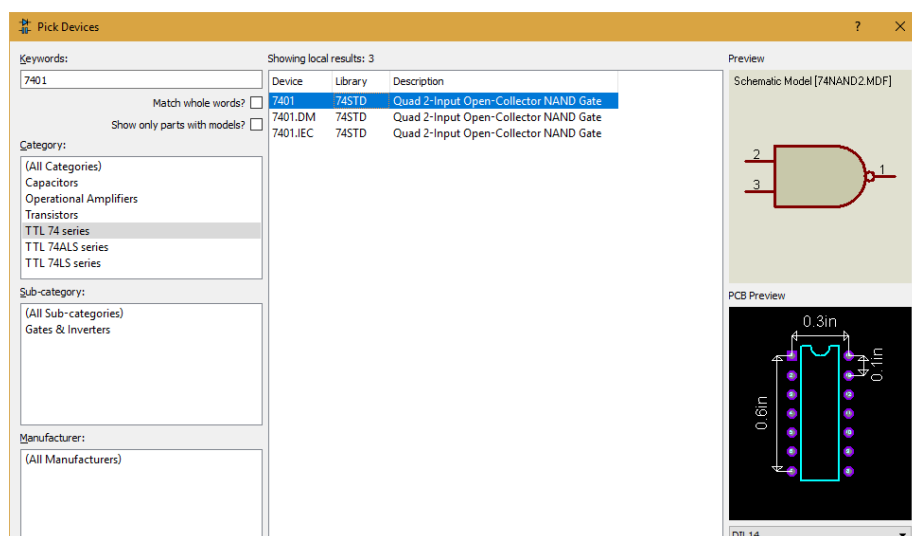 Pick Devices
?
Keywords:
7401
Match whole words?
Show only parts with models?
Category:
(All Categories)
Capacitors
Operational Amplifiers
Transistors
TTL 74 series
TTL 74ALS series
TTL 74LS series
Sub-category:
(All Sub-categories)
Gates & Inverters
Manufacturer:
(All Manufacturers)
Showing local results: 3
Device Library Description
7401 74STD Quad 2-Input Open-Collector NAND Gate
7401.DM 74STD Quad 2-Input Open-Collector NAND Gate
7401.IEC 74STD Quad 2-Input Open-Collector NAND Gate
Preview
Schematic Model [74NAND2.MDF]
2
3
1
PCB Preview
0.3in
0.1in
0.6in
DIL14